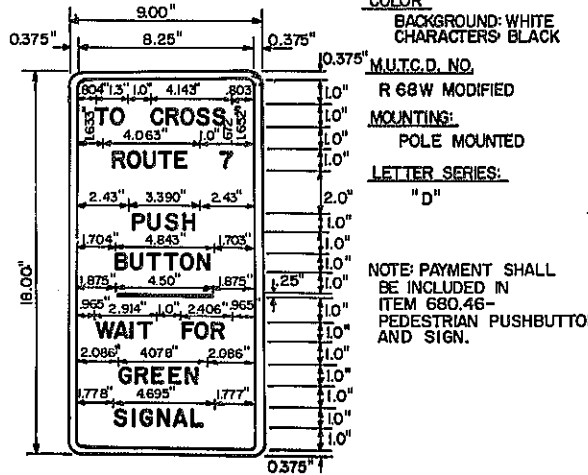 9.00"
COLOR
0.375" 8.25" 0.375"
BACKGROUND: WHITE
CHARACTERS: BLACK
0.375"
M.U.T.C.D. NO.
R 68W MODIFIED
MOUNTING:
POLE MOUNTED
LETTER SERIES:
"D"
NOTE: PAYMENT SHALL
BE INCLUDED IN
ITEM 680.46-
PEDESTRIAN PUSHBUTTO
AND SIGN.
18.00"
.804" 1.3" 1.0" 4.143" .803
TO CROSS
1.633" 4.063" 1.0" .672" 1.652"
ROUTE 7
2.43" 3.390" 2.43"
PUSH
1.704" 4.843" 1.703"
BUTTON
1.875" 4.50" 1.875"
.965" 2.914" 1.0" 2.406" .965"
WAIT FOR
2.086" 4.078" 2.086"
GREEN
1.778" 4.695" 1.777"
SIGNAL
1.0"
1.0"
1.0"
1.0"
2.0"
1.0"
1.0"
1.0"
1.0"
.25"
1.0"
1.0"
1.0"
1.0"
1.0"
1.0"
1.0"
0.375"